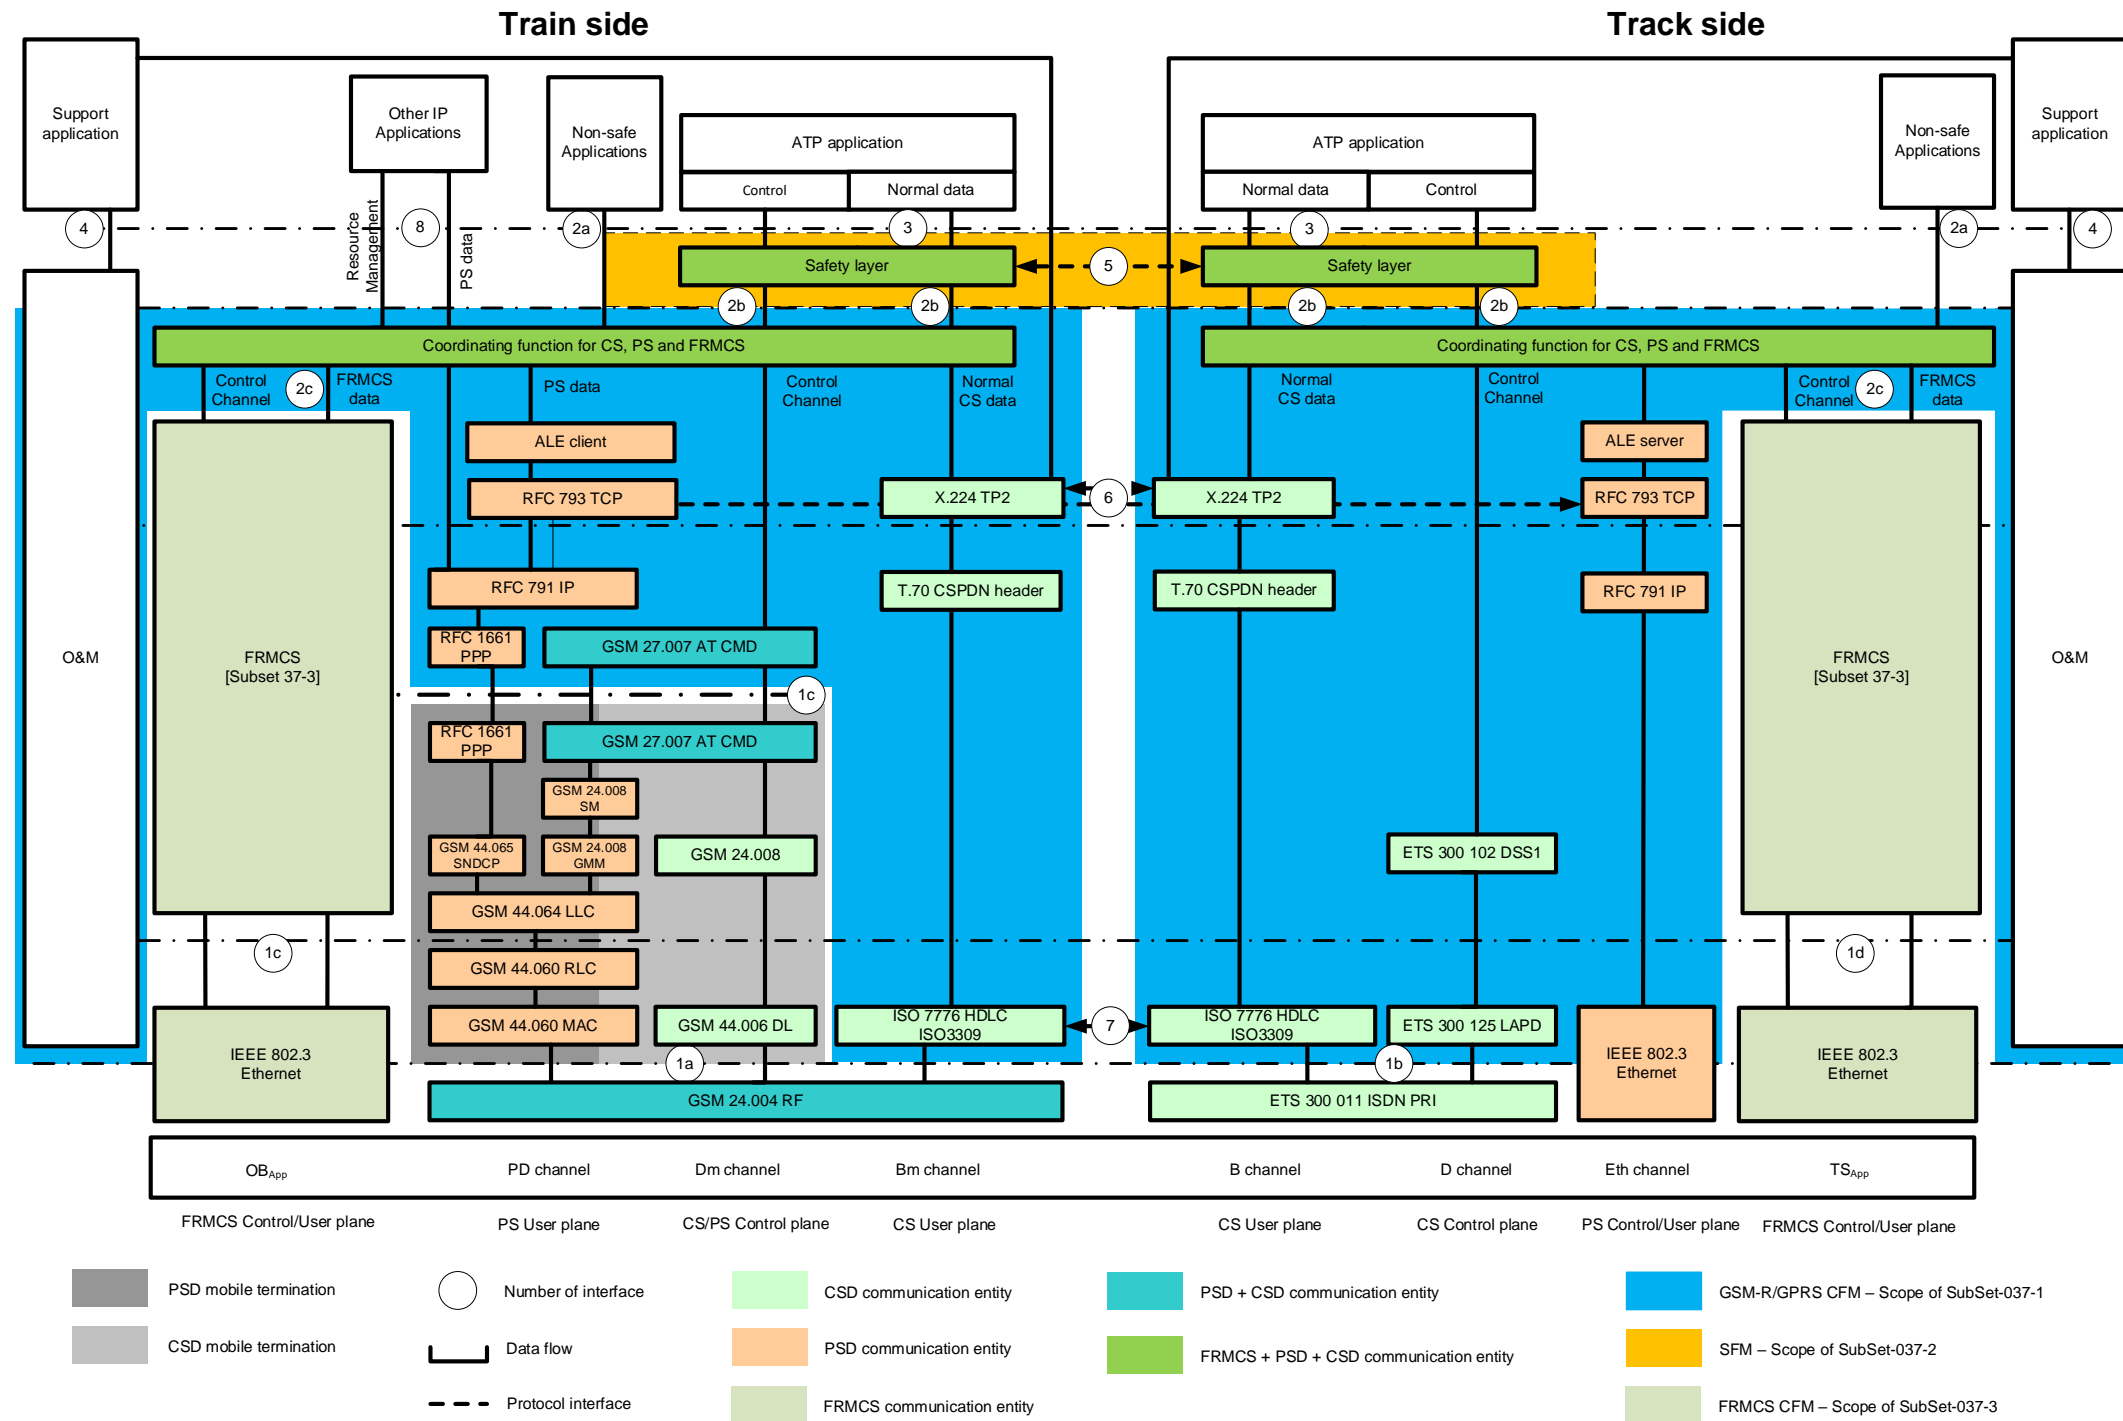 Train side
Track side
Support
application
Other IP
Applications
Non-safe
Applications
ATP application
Control
Normal data
ATP application
Normal data
Control
Non-safe
Applications
Support
application
4
Resource
Management
8
PS data
2a
3
3
2a
4
Safety layer
5
Safety layer
2b
2b
2b
2b
Coordinating function for CS, PS and FRMCS
Coordinating function for CS, PS and FRMCS
Control
Channel
2c
FRMCS
data
PS data
Control
Channel
Normal
CS data
Normal
CS data
Control
Channel
Control
Channel
2c
FRMCS
data
ALE client
ALE server
RFC 793 TCP
X.224 TP2
6
X.224 TP2
RFC 793 TCP
RFC 791 IP
T.70 CSPDN header
T.70 CSPDN header
RFC 791 IP
O&M
FRMCS
[Subset 37-3]
RFC 1661
PPP
GSM 27.007 AT CMD
FRMCS
[Subset 37-3]
O&M
1c
RFC 1661
PPP
GSM 27.007 AT CMD
GSM 24.008
SM
GSM 44.065
SNDCP
GSM 24.008
GMM
GSM 24.008
ETS 300 102 DSS1
GSM 44.064 LLC
1c
1d
GSM 44.060 RLC
GSM 44.060 MAC
GSM 44.006 DL
ISO 7776 HDLC
ISO3309
7
ISO 7776 HDLC
ISO3309
ETS 300 125 LAPD
IEEE 802.3
Ethernet
1a
1b
IEEE 802.3
Ethernet
IEEE 802.3
Ethernet
GSM 24.004 RF
ETS 300 011 ISDN PRI
OBApp
PD channel
Dm channel
Bm channel
B channel
D channel
Eth channel
TSApp
FRMCS Control/User plane
PS User plane
CS/PS Control plane
CS User plane
CS User plane
CS Control plane
PS Control/User plane
FRMCS Control/User plane
PSD mobile termination
Number of interface
CSD communication entity
PSD + CSD communication entity
GSM-R/GPRS CFM – Scope of SubSet-037-1
CSD mobile termination
Data flow
PSD communication entity
FRMCS + PSD + CSD communication entity
SFM – Scope of SubSet-037-2
Protocol interface
FRMCS communication entity
FRMCS CFM – Scope of SubSet-037-3